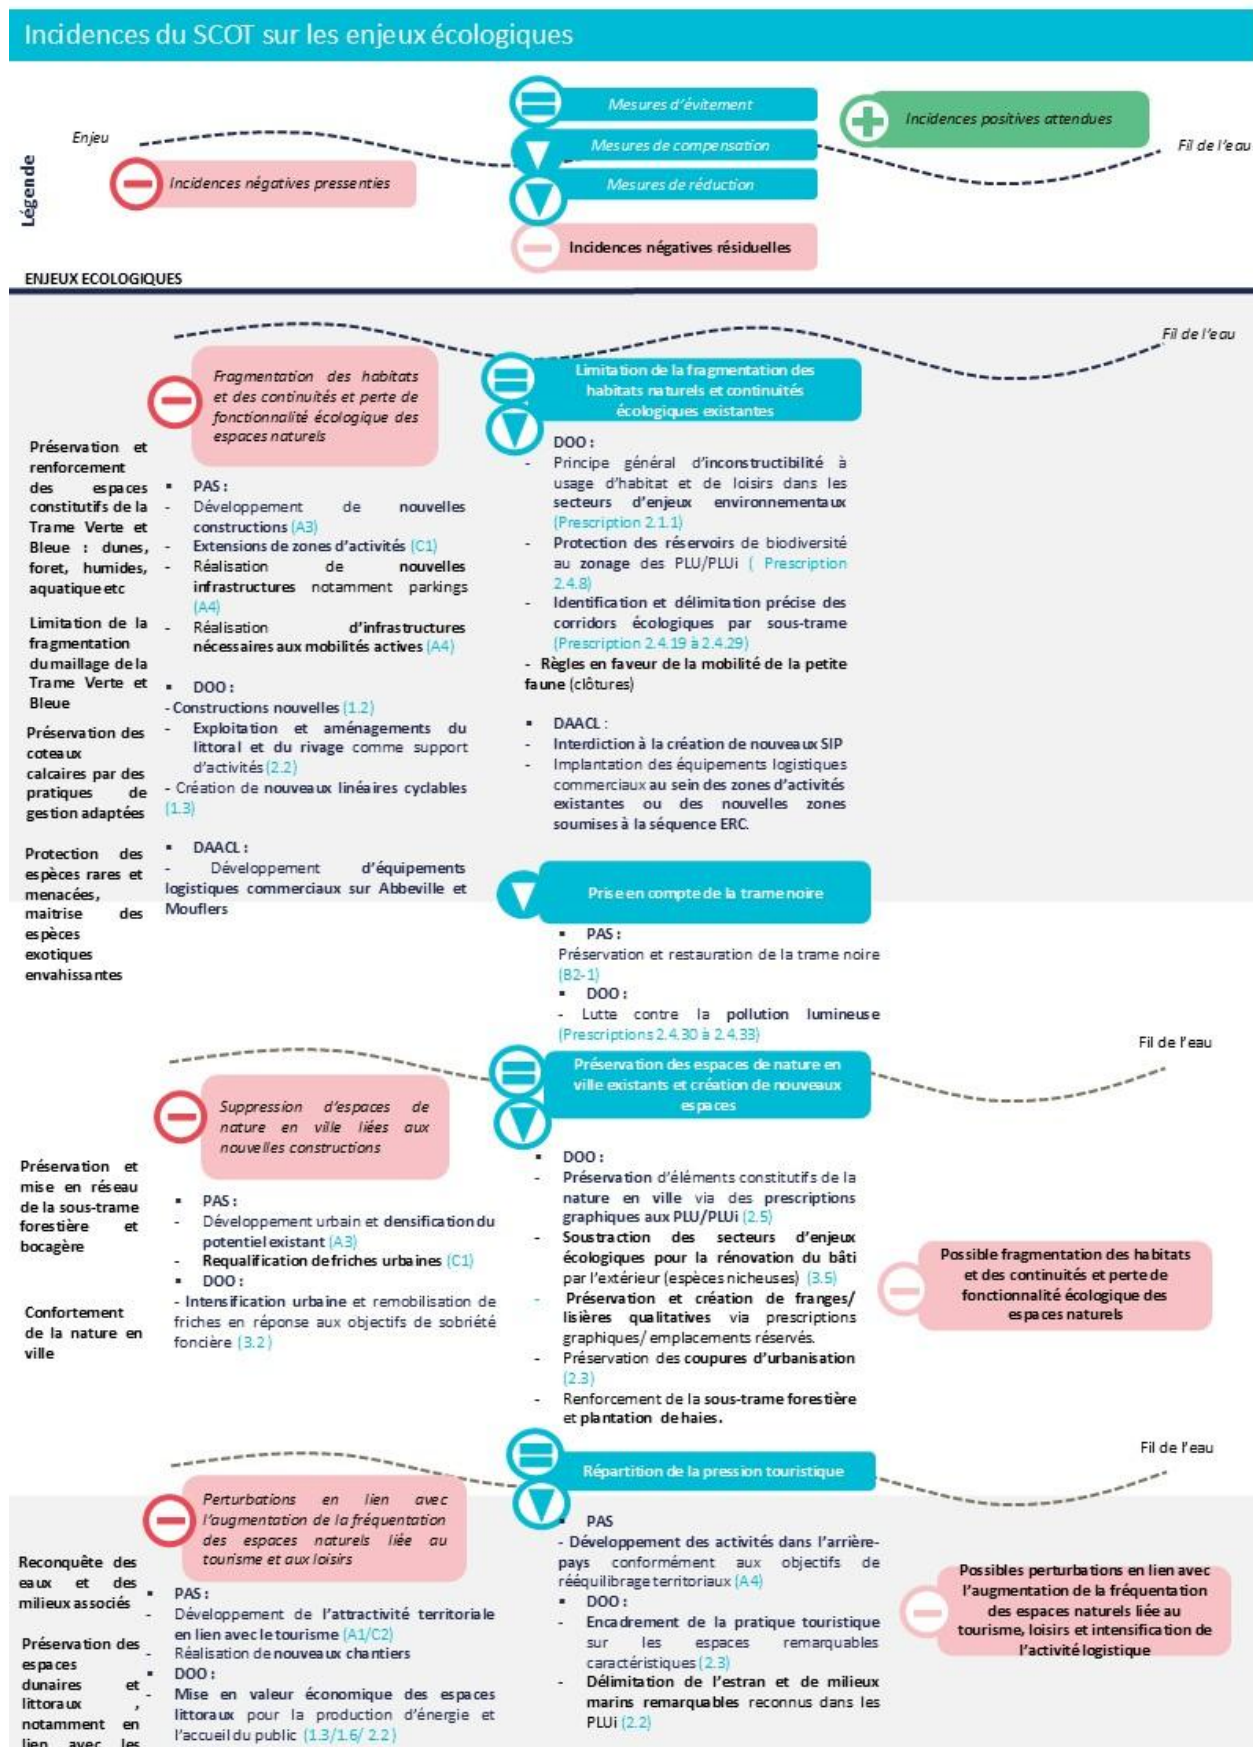 Incidences du SCOT sur les enjeux écologiques
Légende
Enjeu
Incidences négatives pressenties
Mesures d'évitement
Mesures de compensation
Mesures de réduction
Incidences négatives résiduelles
Incidences positives attendues
Fil de l'eau
ENJEUX ECOLOGIQUES
Fil de l'eau
Préservation et
renforcement
des espaces
constitutifs de la
Trame Verte et
Bleue : dunes,
foret, humides,
aquatique etc
Limitation de la
fragmentation
du maillage de la
Trame Verte et
Bleue
Préservation des
coteaux
calcaires par des
pratiques de
gestion adaptées
Protection des
espèces rares et
menacées,
maitrise des
espèces
exotiques
envahissantes
Fragmentation des habitats
et des continuités et perte de
fonctionnalité écologique des
espaces naturels
▪ PAS :
- Développement de nouvelles
constructions (A3)
- Extensions de zones d'activités (C1)
- Réalisation de nouvelles
infrastructures notamment parkings
(A4)
- Réalisation d'infrastructures
nécessaires aux mobilités actives (A4)
▪ DOO :
- Constructions nouvelles (1.2)
- Exploitation et aménagements du
littoral et du rivage comme support
d'activités (2.2)
- Création de nouveaux linéaires cyclables
(1.3)
▪ DAACL :
- Développement d'équipements
logistiques commerciaux sur Abbeville et
Mouflers
Limitation de la fragmentation des
habitats naturels et continuités
écologiques existantes
DOO :
- Principe général d'inconstructibilité à
usage d'habitat et de loisirs dans les
secteurs d'enjeux environnementaux
(Prescription 2.1.1)
- Protection des réservoirs de biodiversité
au zonage des PLU/PLUi ( Prescription
2.4.8)
- Identification et délimitation précise des
corridors écologiques par sous-trame
(Prescription 2.4.19 à 2.4.29)
- Règles en faveur de la mobilité de la petite
faune (clôtures)
▪ DAACL :
- Interdiction à la création de nouveaux SIP
- Implantation des équipements logistiques
commerciaux au sein des zones d'activités
existantes ou des nouvelles zones
soumises à la séquence ERC.
Prise en compte de la trame noire
▪ PAS :
Préservation et restauration de la trame noire
(B2-1)
▪ DOO :
- Lutte contre la pollution lumineuse
(Prescriptions 2.4.30 à 2.4.33)
Fil de l'eau
Préservation et
mise en réseau
de la sous-trame
forestière et
bocagère
Confortement
de la nature en
ville
Suppression d'espaces de
nature en ville liées aux
nouvelles constructions
▪ PAS :
- Développement urbain et densification du
potentiel existant (A3)
- Requalification de friches urbaines (C1)
▪ DOO :
- Intensification urbaine et remobilisation de
friches en réponse aux objectifs de sobriété
foncière (3.2)
Préservation des espaces de nature en
ville existants et création de nouveaux
espaces
▪ DOO :
- Préservation d'éléments constitutifs de la
nature en ville via des prescriptions
graphiques aux PLU/PLUi (2.5)
- Soustraction des secteurs d'enjeux
écologiques pour la rénovation du bâti
par l'extérieur (espèces nicheuses) (3.5)
- Préservation et création de franges/
lisières qualitatives via prescriptions
graphiques/ emplacements réservés.
- Préservation des coupures d'urbanisation
(2.3)
- Renforcement de la sous-trame forestière
et plantation de haies.
Possible fragmentation des habitats
et des continuités et perte de
fonctionnalité écologique des
espaces naturels
Fil de l'eau
Reconquête des
eaux et des
milieux associés
Préservation des
espaces
dunaires et
littoraux ,
notamment en
lien avec les
Perturbations en lien avec
l'augmentation de la fréquentation
des espaces naturels liée au
tourisme et aux loisirs
▪ PAS :
- Développement de l'attractivité territoriale
en lien avec le tourisme (A1/C2)
- Réalisation de nouveaux chantiers
▪ DOO :
- Mise en valeur économique des espaces
littoraux pour la production d'énergie et
l'accueil du public (1.3/1.6/ 2.2)
Répartition de la pression touristique
▪ PAS
- Développement des activités dans l'arrière-
pays conformément aux objectifs de
rééquilibrage territoriaux (A4)
▪ DOO :
- Encadrement de la pratique touristique
sur les espaces remarquables
caractéristiques (2.3)
- Délimitation de l'estran et de milieux
marins remarquables reconnus dans les
PLUi (2.2)
Possibles perturbations en lien avec
l'augmentation de la fréquentation
des espaces naturels liée au
tourisme, loisirs et intensification de
l'activité logistique